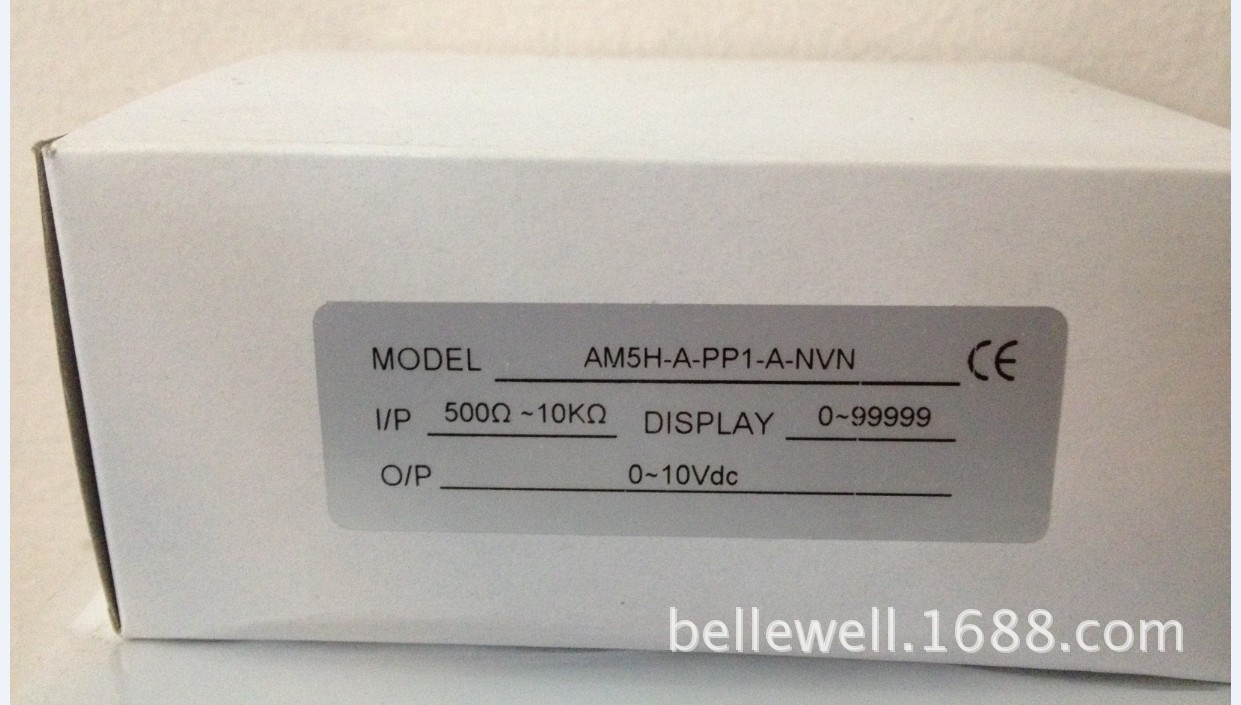 MODEL AM5H-A-PP1-A-NVN CE
I/P 500Ω ~10KΩ DISPLAY 0~99999
O/P 0~10Vdc
bellewell.1688.com